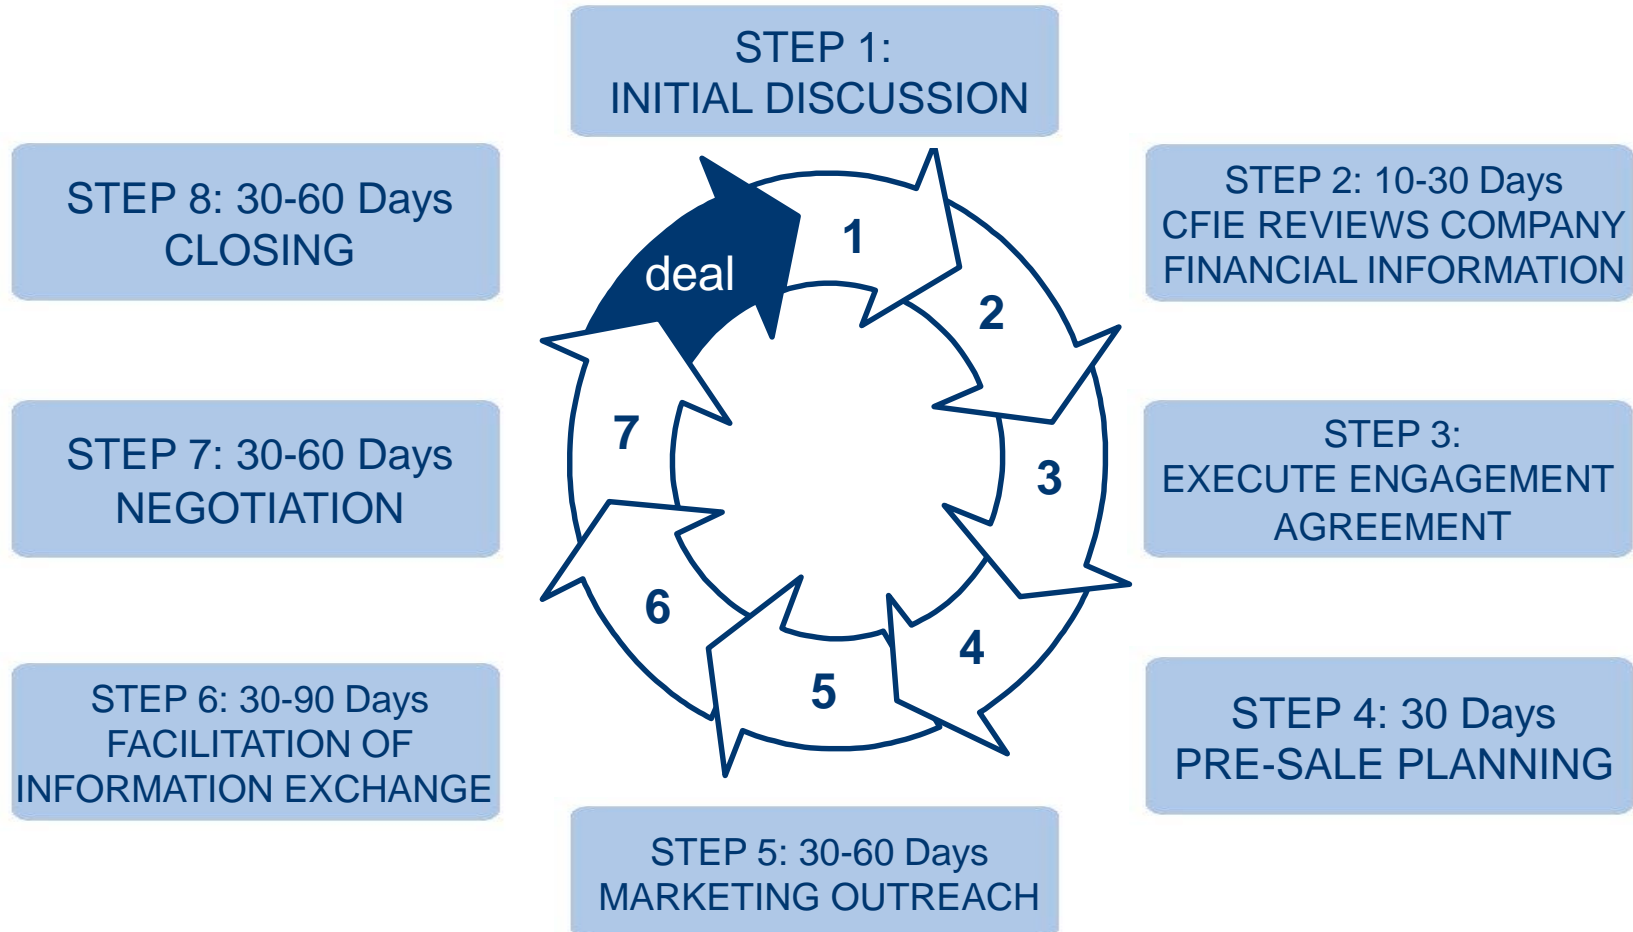 STEP 1:
INITIAL DISCUSSION
STEP 2: 10-30 Days
CFIE REVIEWS COMPANY
FINANCIAL INFORMATION
STEP 3:
EXECUTE ENGAGEMENT
AGREEMENT
STEP 4: 30 Days
PRE-SALE PLANNING
STEP 5: 30-60 Days
MARKETING OUTREACH
STEP 6: 30-90 Days
FACILITATION OF
INFORMATION EXCHANGE
STEP 7: 30-60 Days
NEGOTIATION
STEP 8: 30-60 Days
CLOSING
1
2
3
4
5
6
7
deal